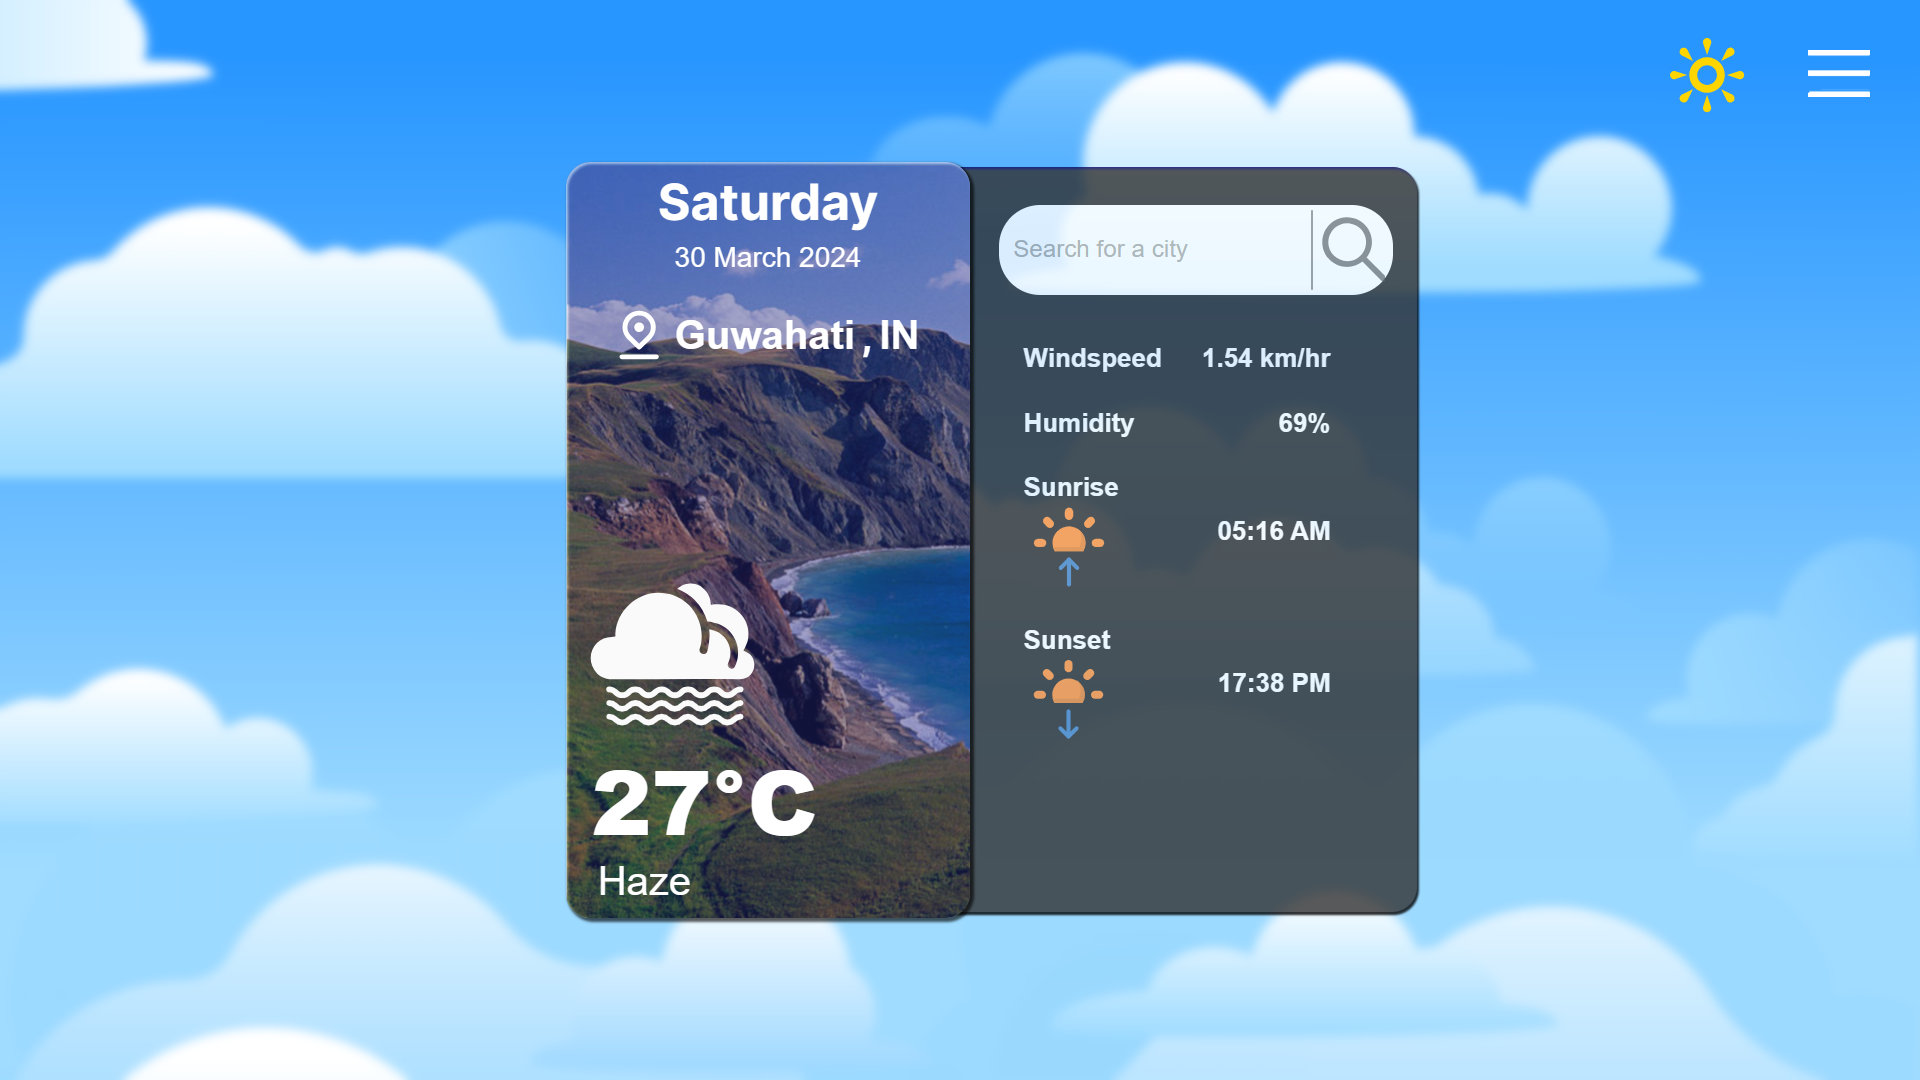 Saturday
30 March 2024
Guwahati , IN
27°C
Haze
Search for a city
Windspeed 1.54 km/hr
Humidity 69%
Sunrise
05:16 AM
Sunset
17:38 PM